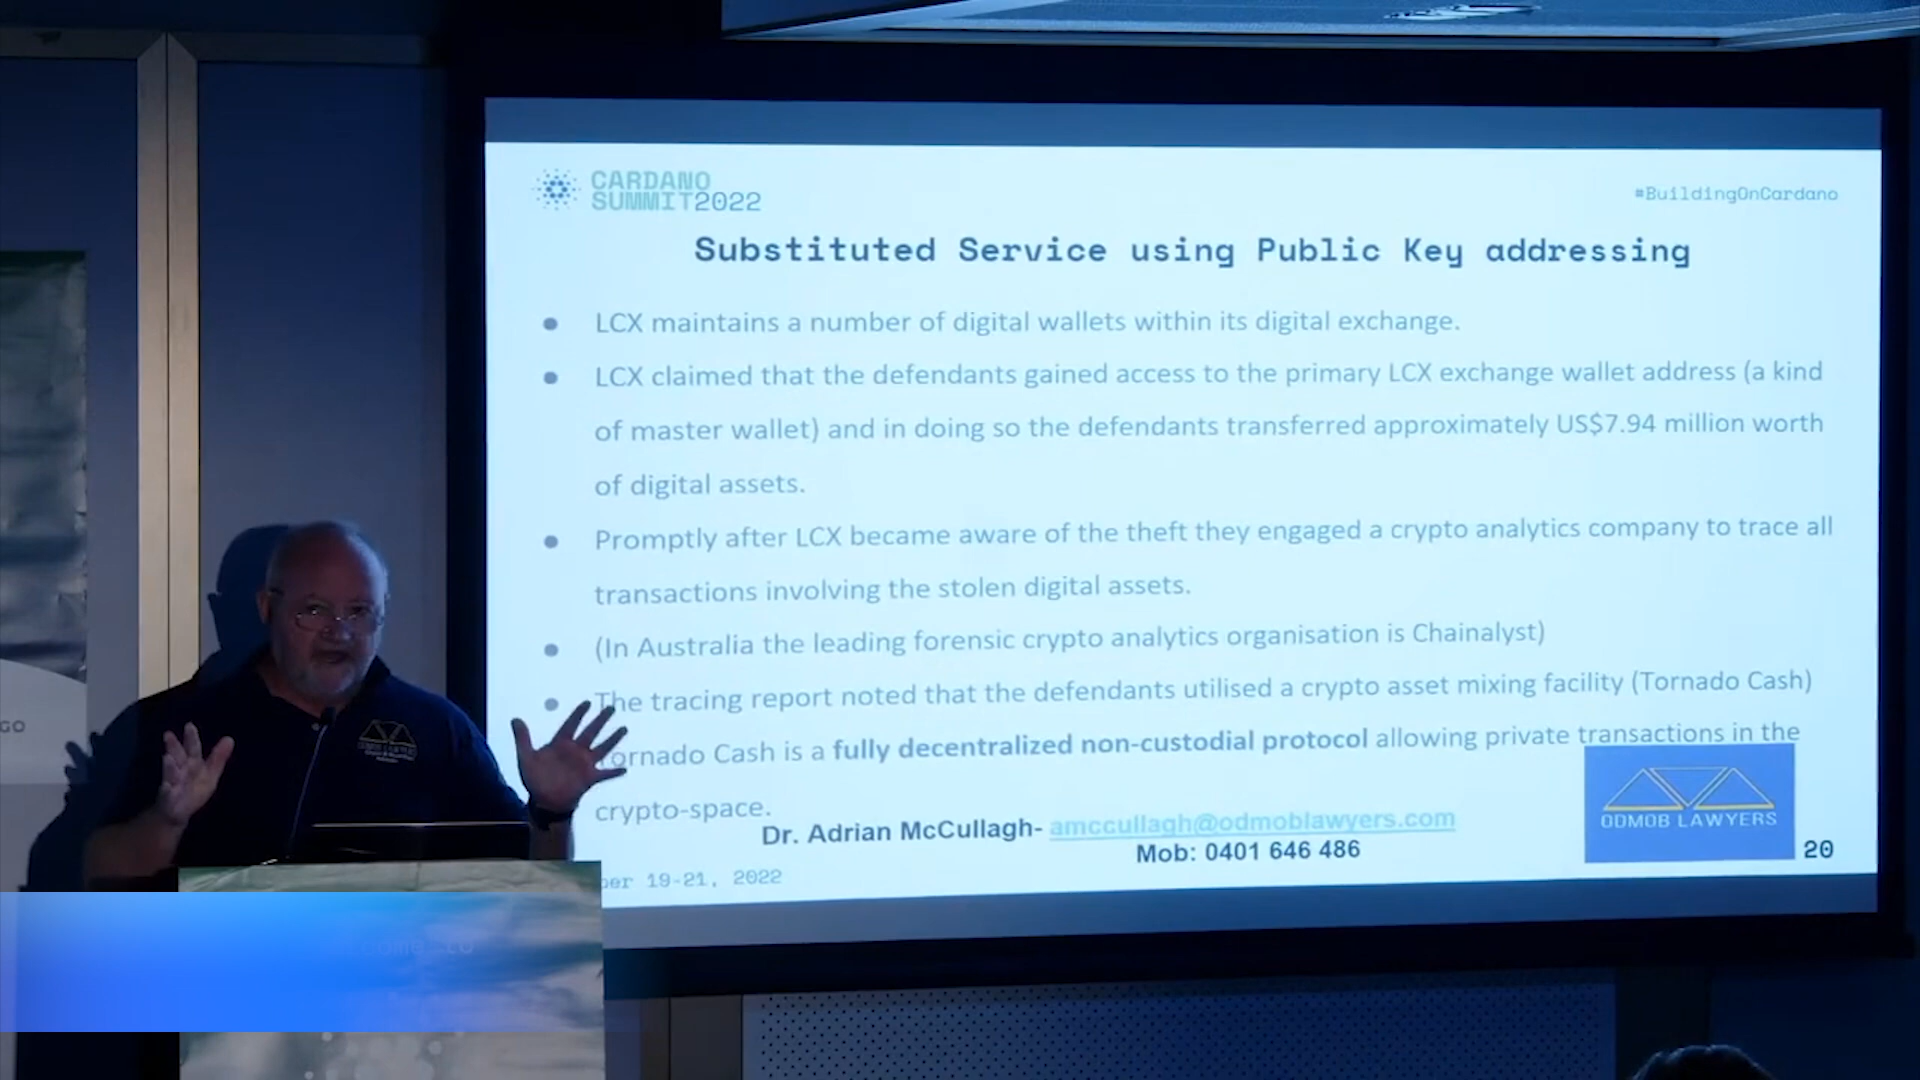 CARDANO
SUMMIT2022
#BuildingOnCardano
Substituted Service using Public Key addressing
LCX maintains a number of digital wallets within its digital exchange.
LCX claimed that the defendants gained access to the primary LCX exchange wallet address (a kind
of master wallet) and in doing so the defendants transferred approximately US$7.94 million worth
of digital assets.
Promptly after LCX became aware of the theft they engaged a crypto analytics company to trace all
transactions involving the stolen digital assets.
(In Australia the leading forensic crypto analytics organisation is Chainalyst)
The tracing report noted that the defendants utilised a crypto asset mixing facility (Tornado Cash)
Tornado Cash is a fully decentralized non-custodial protocol allowing private transactions in the
crypto-space.
Dr. Adrian McCullagh- amccullagh@odmoblawyers.com
Mob: 0401 646 486
ODMOB LAWYERS
20
19-21, 2022
GO
ODMOB LAWYERS